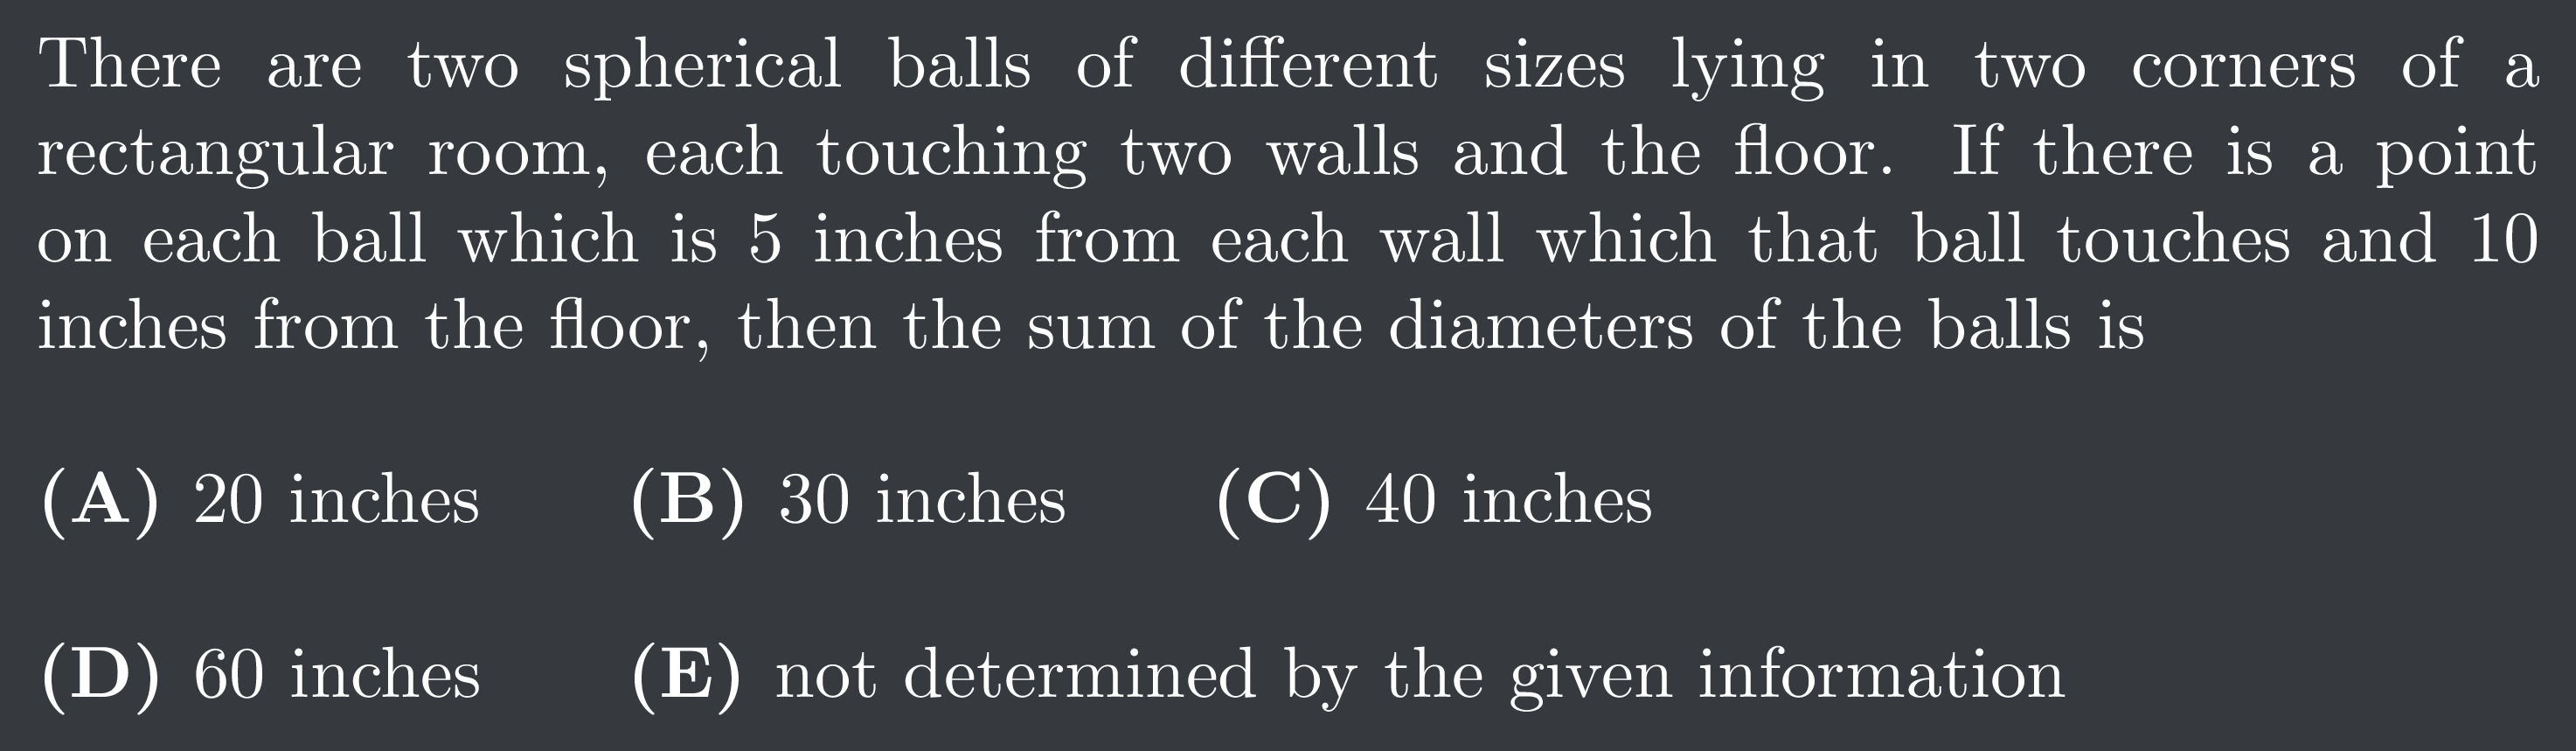 There are two spherical balls of different sizes lying in two corners of a
rectangular room, each touching two walls and the floor. If there is a point
on each ball which is 5 inches from each wall which that ball touches and 10
inches from the floor, then the sum of the diameters of the balls is
(A) 20 inches (B) 30 inches (C) 40 inches
(D) 60 inches (E) not determined by the given information